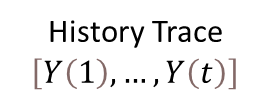 History Trace
[𝑌(1), … , 𝑌(𝑡)]